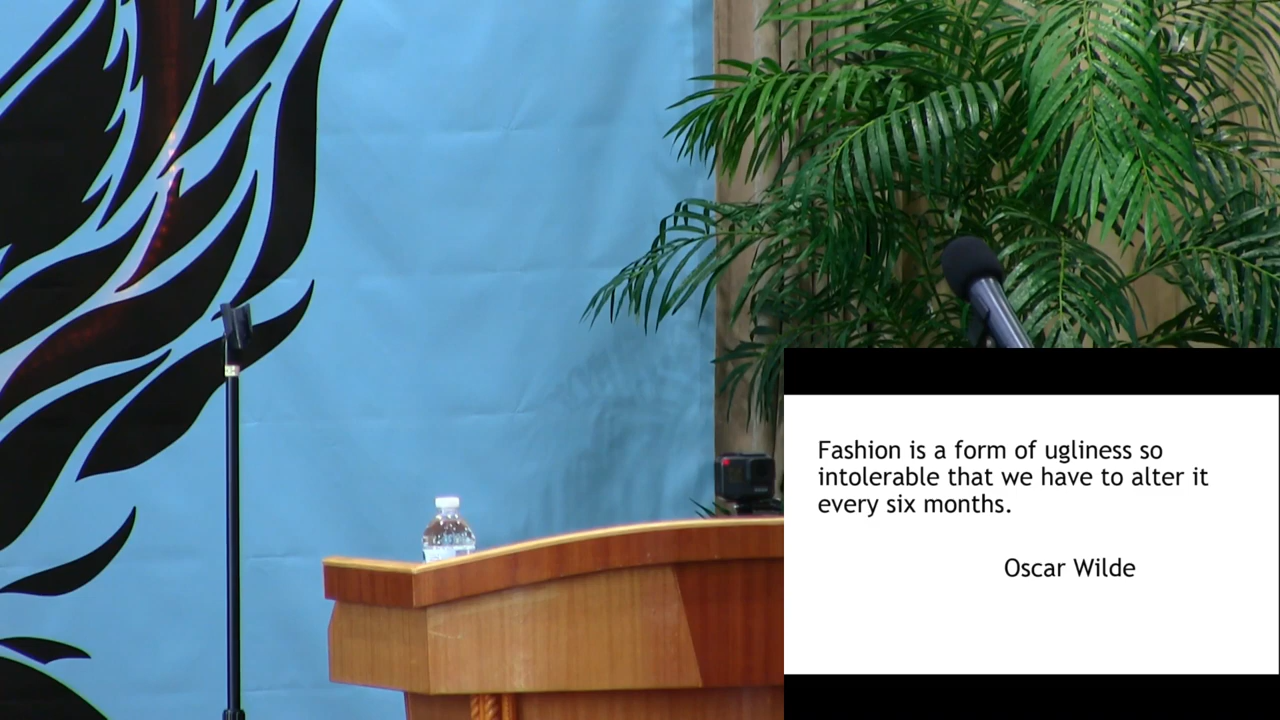 Fashion is a form of ugliness so
intolerable that we have to alter it
every six months.
Oscar Wilde